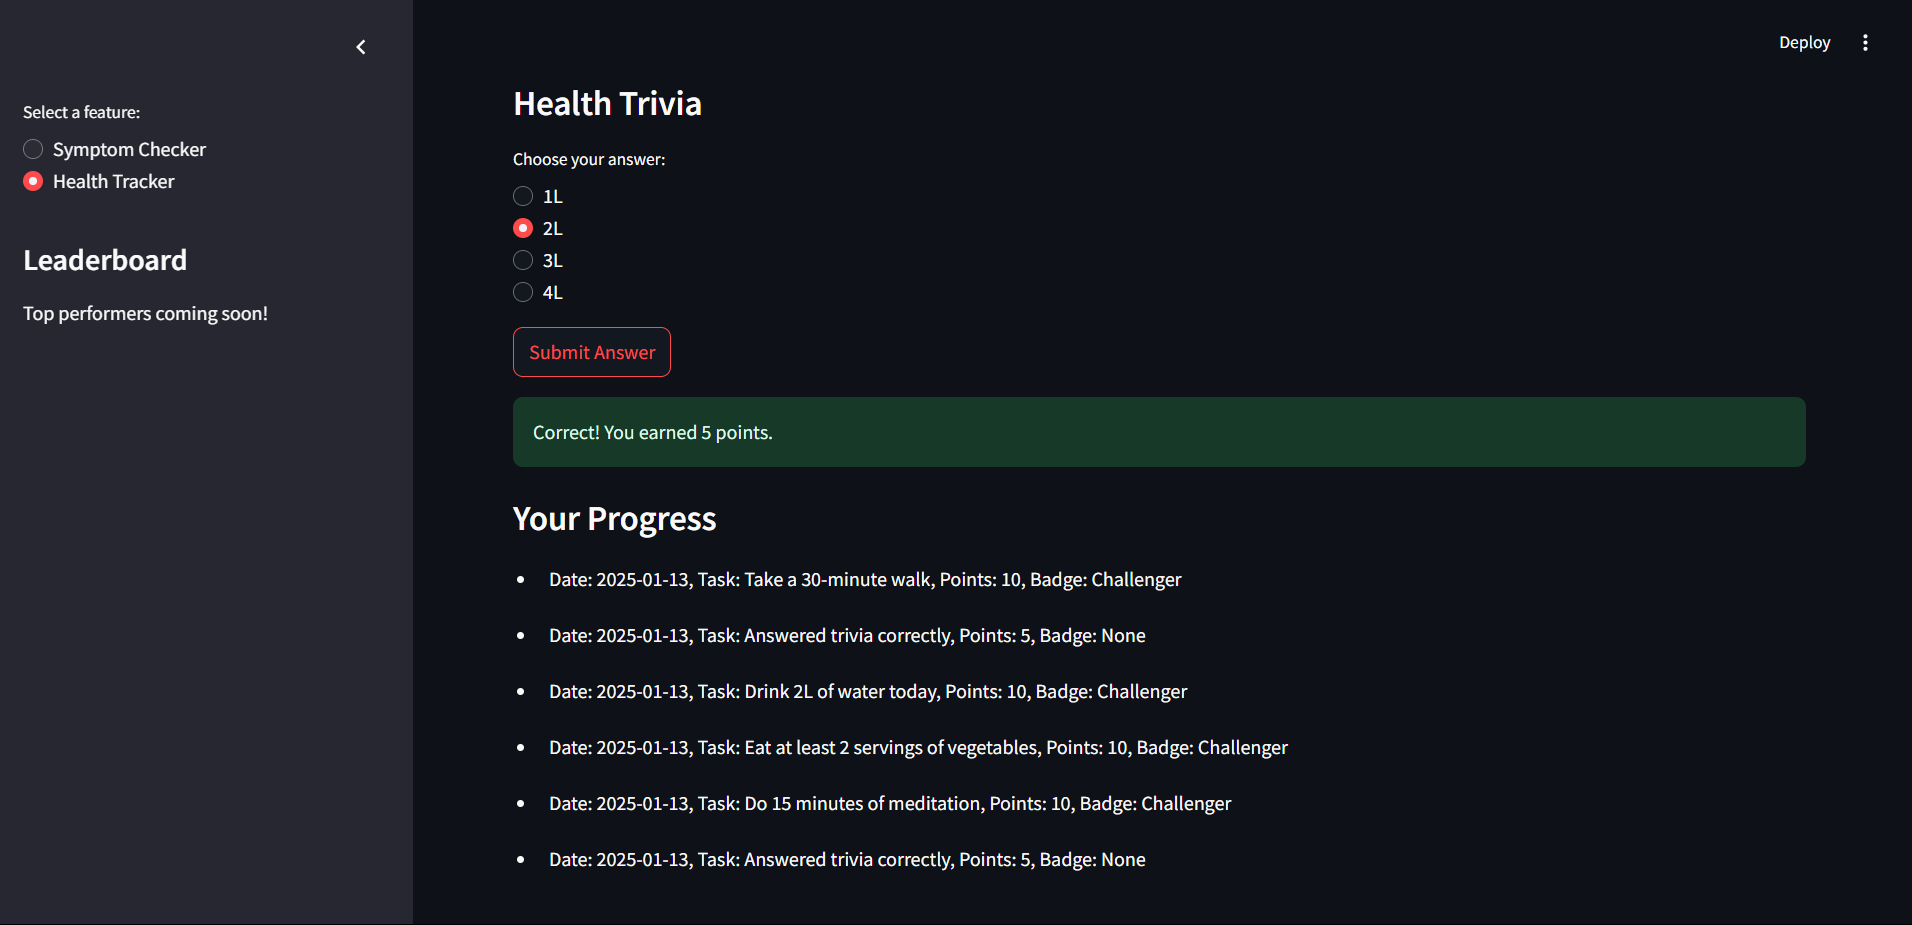 Deploy
Select a feature:
Symptom Checker
Health Tracker
Leaderboard
Top performers coming soon!
Health Trivia
Choose your answer:
1L
2L
3L
4L
Submit Answer
Correct! You earned 5 points.
Your Progress
Date: 2025-01-13, Task: Take a 30-minute walk, Points: 10, Badge: Challenger
Date: 2025-01-13, Task: Answered trivia correctly, Points: 5, Badge: None
Date: 2025-01-13, Task: Drink 2L of water today, Points: 10, Badge: Challenger
Date: 2025-01-13, Task: Eat at least 2 servings of vegetables, Points: 10, Badge: Challenger
Date: 2025-01-13, Task: Do 15 minutes of meditation, Points: 10, Badge: Challenger
Date: 2025-01-13, Task: Answered trivia correctly, Points: 5, Badge: None